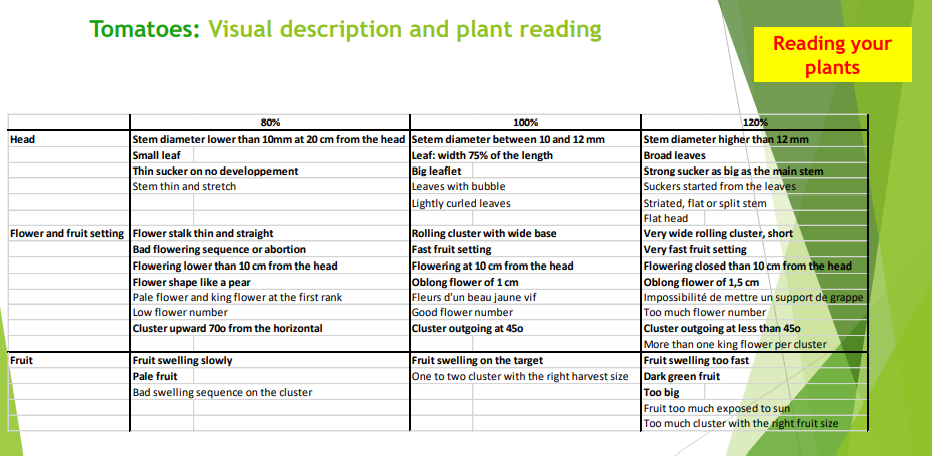 Tomatoes: Visual description and plant reading
Reading your
plants
80% 100% 120%
Head Stem diameter lower than 10mm at 20 cm from the head Setem diameter between 10 and 12 mm Stem diameter higher than 12 mm
Small leaf Leaf: width 75% of the length Broad leaves
Thin sucker on no developpement Big leaflet Strong sucker as big as the main stem
Stem thin and stretch Leaves with bubble Suckers started from the leaves
Lightly curled leaves Striated, flat or split stem
Flat head
Flower and fruit setting Flower stalk thin and straight Rolling cluster with wide base Very wide rolling cluster, short
Bad flowering sequence or abortion Fast fruit setting Very fast fruit setting
Flowering lower than 10 cm from the head Flowering at 10 cm from the head Flowering closed than 10 cm from the head
Flower shape like a pear Oblong flower of 1 cm Oblong flower of 1,5 cm
Pale flower and king flower at the first rank Fleurs d'un beau jaune vif Impossibilité de mettre un support de grappe
Low flower number Good flower number Too much flower number
Cluster upward 70o from the horizontal Cluster outgoing at 45o Cluster outgoing at less than 45o
More than one king flower per cluster
Fruit Fruit swelling slowly Fruit swelling on the target Fruit swelling too fast
Pale fruit One to two cluster with the right harvest size Dark green fruit
Bad swelling sequence on the cluster Too big
Fruit too much exposed to sun
Too much cluster with the right fruit size